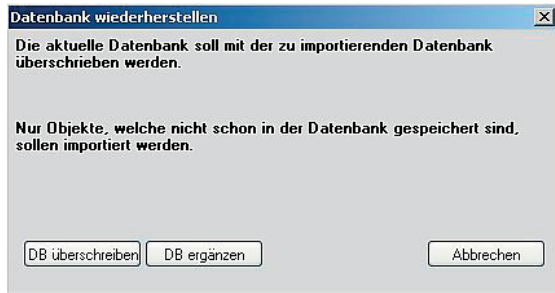 Datenbank wiederherstellen
Die aktuelle Datenbank soll mit der zu importierenden Datenbank
überschrieben werden.
Nur Objekte, welche nicht schon in der Datenbank gespeichert sind,
sollen importiert werden.
DB überschreiben DB ergänzen Abbrechen